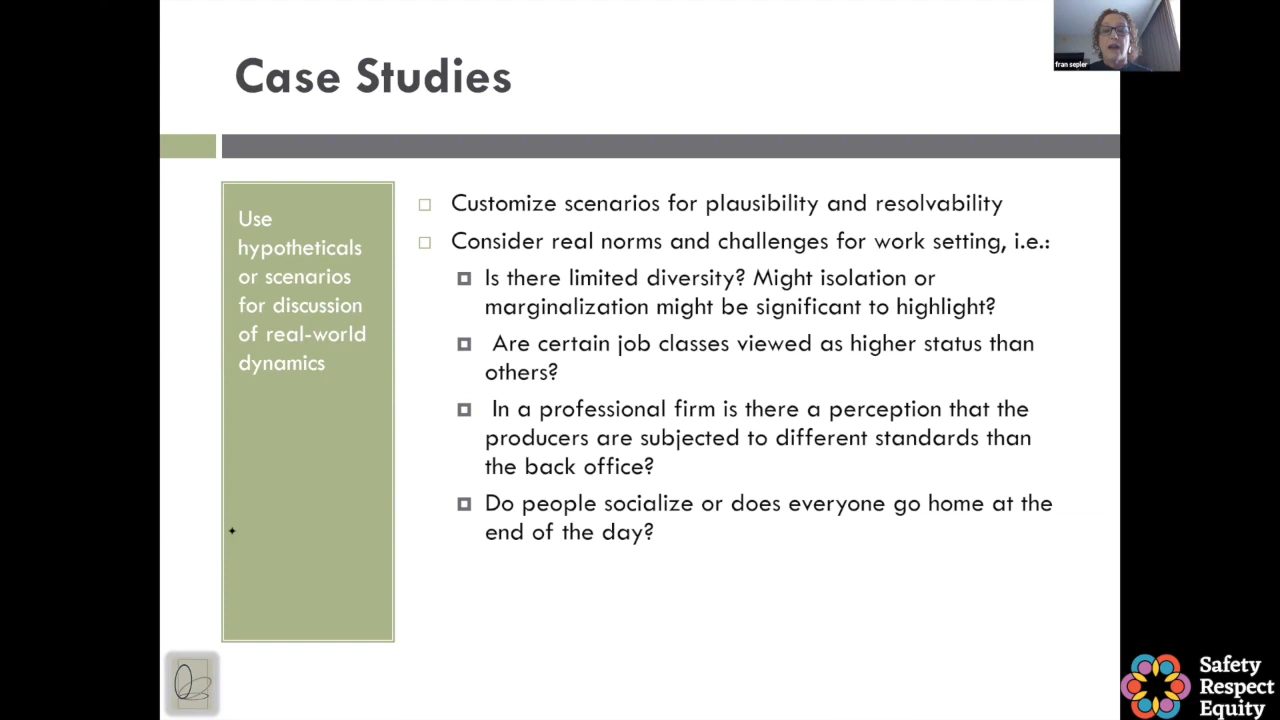 Case Studies
fran sepler
Use
hypotheticals
or scenarios
for discussion
of real-world
dynamics
Customize scenarios for plausibility and resolvability
Consider real norms and challenges for work setting, i.e.:
Is there limited diversity? Might isolation or
marginalization might be significant to highlight?
Are certain job classes viewed as higher status than
others?
In a professional firm is there a perception that the
producers are subjected to different standards than
the back office?
Do people socialize or does everyone go home at the
end of the day?
Safety
Respect
Equity